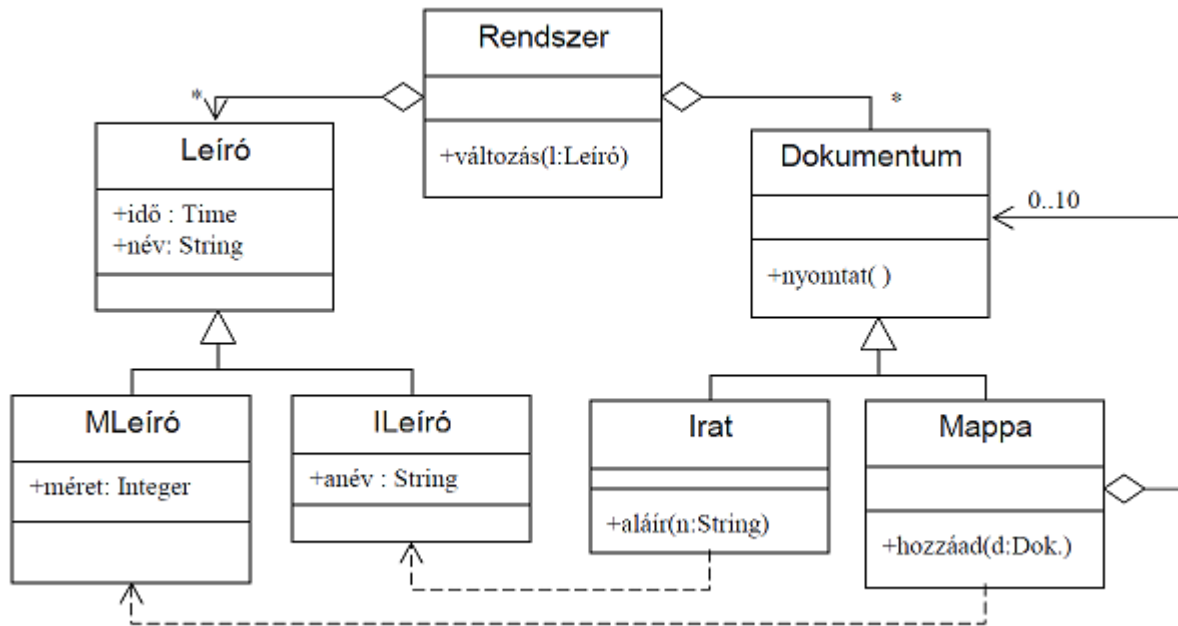 Rendszer
+változás(l:Leíró)
*
*
Leíró
+idő : Time
+név: String
Dokumentum
+nyomtat( )
0..10
MLeíró
+méret: Integer
ILeíró
+anév : String
Irat
+aláír(n:String)
Mappa
+hozzáad(d:Dok.)